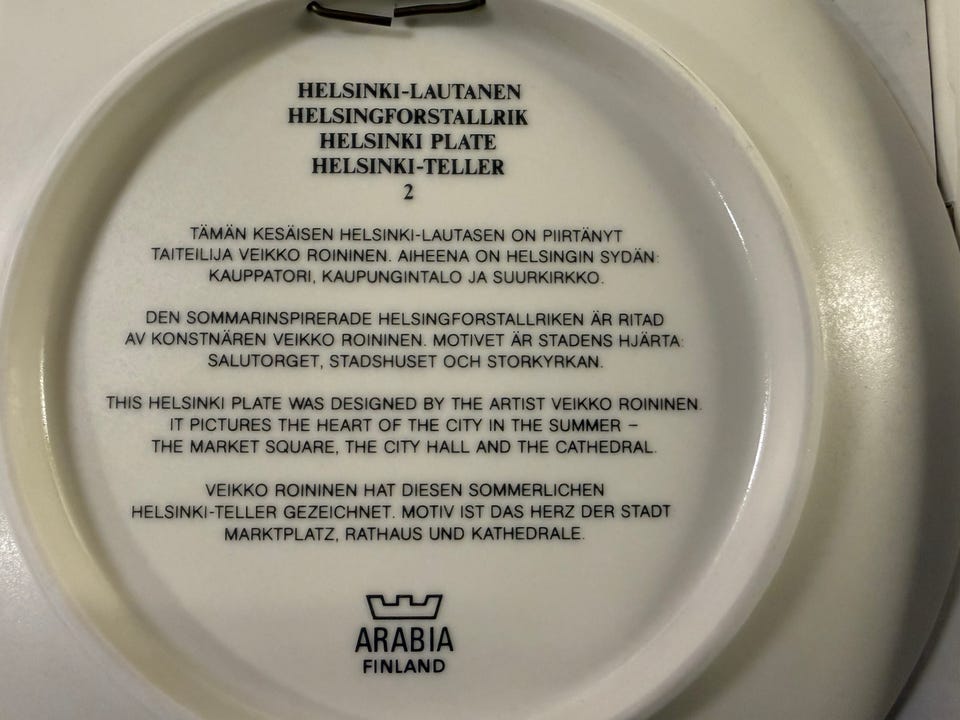 HELSINKI-LAUTANEN
HELSINGFORSTALLRIK
HELSINKI PLATE
HELSINKI-TELLER
2
TÄMÄN KESÄISEN HELSINKI-LAUTASEN ON PIIRTÄNYT
TAITEILIJA VEIKKO ROININEN. AIHEENA ON HELSINGIN SYDÄN:
KAUPPATORI, KAUPUNGINTALO JA SUURKIRKKO.
DEN SOMMARINSPIRERADE HELSINGFORSTALLRIKEN ÄR RITAD
AV KONSTNÄREN VEIKKO ROININEN. MOTIVET ÄR STADENS HJÄRTA:
SALUTORGET, STADSHUSET OCH STORKYRKAN.
THIS HELSINKI PLATE WAS DESIGNED BY THE ARTIST VEIKKO ROININEN.
IT PICTURES THE HEART OF THE CITY IN THE SUMMER –
THE MARKET SQUARE, THE CITY HALL AND THE CATHEDRAL.
VEIKKO ROININEN HAT DIESEN SOMMERLICHEN
HELSINKI-TELLER GEZEICHNET. MOTIV IST DAS HERZ DER STADT
MARKTPLATZ, RATHAUS UND KATHEDRALE.
ARABIA
FINLAND